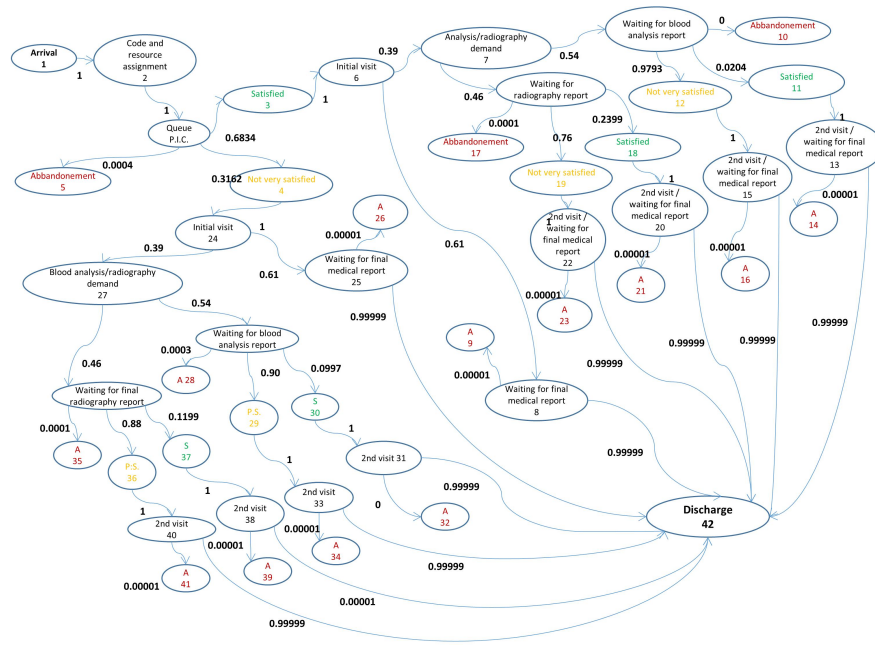 Arrival
1
1
Code and
resource
assignment
2
1
Queue
P.I.C.
0.0004
Abbandonement
5
0.6834
Satisfied
3
1
0.3162
Not very satisfied
4
Initial visit
6
0.39
Analysis/radiography
demand
7
0.54
Waiting for blood
analysis report
0
Abbandonement
10
0.9793
0.0204
Not very satisfied
12
Satisfied
11
1
1
2nd visit /
waiting for final
medical report
13
0.00001
A
14
2nd visit /
waiting for final
medical report
15
0.00001
A
16
0.46
Waiting for
radiography report
0.0001
Abbandonement
17
0.76
Not very satisfied
19
0.2399
Satisfied
18
1
2nd visit /
waiting for final
medical report
20
0.00001
A
21
1
2nd visit /
waiting for
final medical
report
22
0.00001
A
23
0.61
A
9
0.00001
Waiting for final
medical report
8
0.99999
0.99999
0.99999
0.99999
0.99999
Initial visit
24
1
0.61
A
26
0.00001
Waiting for final
medical report
25
0.99999
0.39
Blood analysis/radiography
demand
27
0.54
Waiting for blood
analysis report
0.0003
A 28
0.90
P.S.
29
0.0997
S
30
1
2nd visit 31
0.99999
0
A
32
1
2nd visit
33
0.00001
A
34
0.99999
0.46
Waiting for final
radiography report
0.0001
A
35
0.88
P.S.
36
0.1199
S
37
1
2nd visit
38
0.00001
A
39
0.00001
1
2nd visit
40
0.00001
A
41
0.99999
Discharge
42